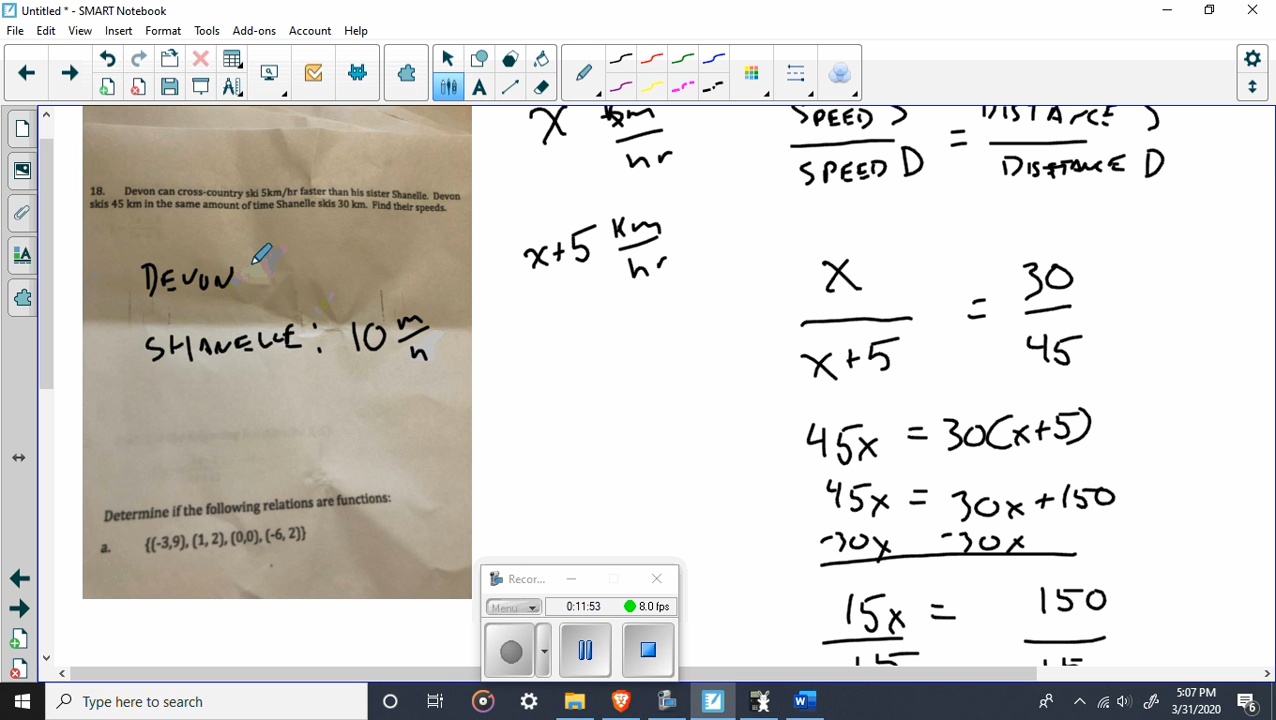 Untitled * - SMART Notebook
File Edit View Insert Format Tools Add-ons Account Help
18. Devon can cross-country ski 5km/hr faster than his sister Shanelle. Devon
skis 45 km in the same amount of time Shanelle skis 30 km. Find their speeds.
DEVON
SHANELLE: 10 m/h
Determine if the following relations are functions:
a. {(-3,9), (1, 2), (0,0), (-6, 2)}
x km/hr
x+5 km/hr
SPEED S / SPEED D = DISTANCE S / DISTANCE D
x / x+5 = 30 / 45
45x = 30(x+5)
45x = 30x + 150
-30x -30x
15x = 150
15 15
Recor...
Menu 0:11:53 8.0 fps
Type here to search
5:07 PM
3/31/2020
6